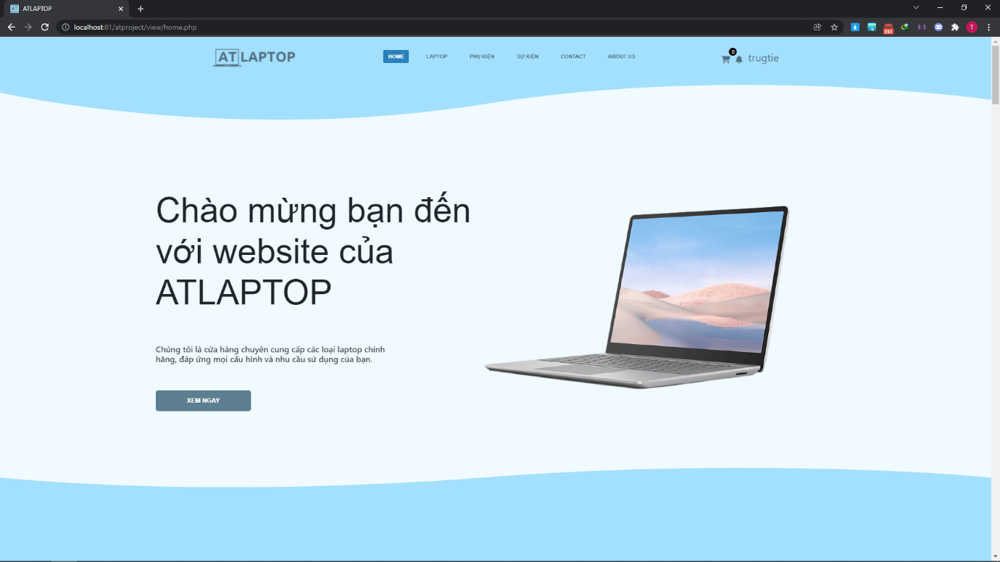 ATLAPTOP
localhost:81/atproject/view/home.php
351
T
AT LAPTOP
HOME
LAPTOP
PHỤ KIỆN
SỰ KIỆN
CONTACT
ABOUT US
0
trugtie
Chào mừng bạn đến
với website của
ATLAPTOP
Chúng tôi là cửa hàng chuyên cung cấp các loại laptop chính
hãng, đáp ứng mọi cấu hình và nhu cầu sử dụng của bạn.
XEM NGAY